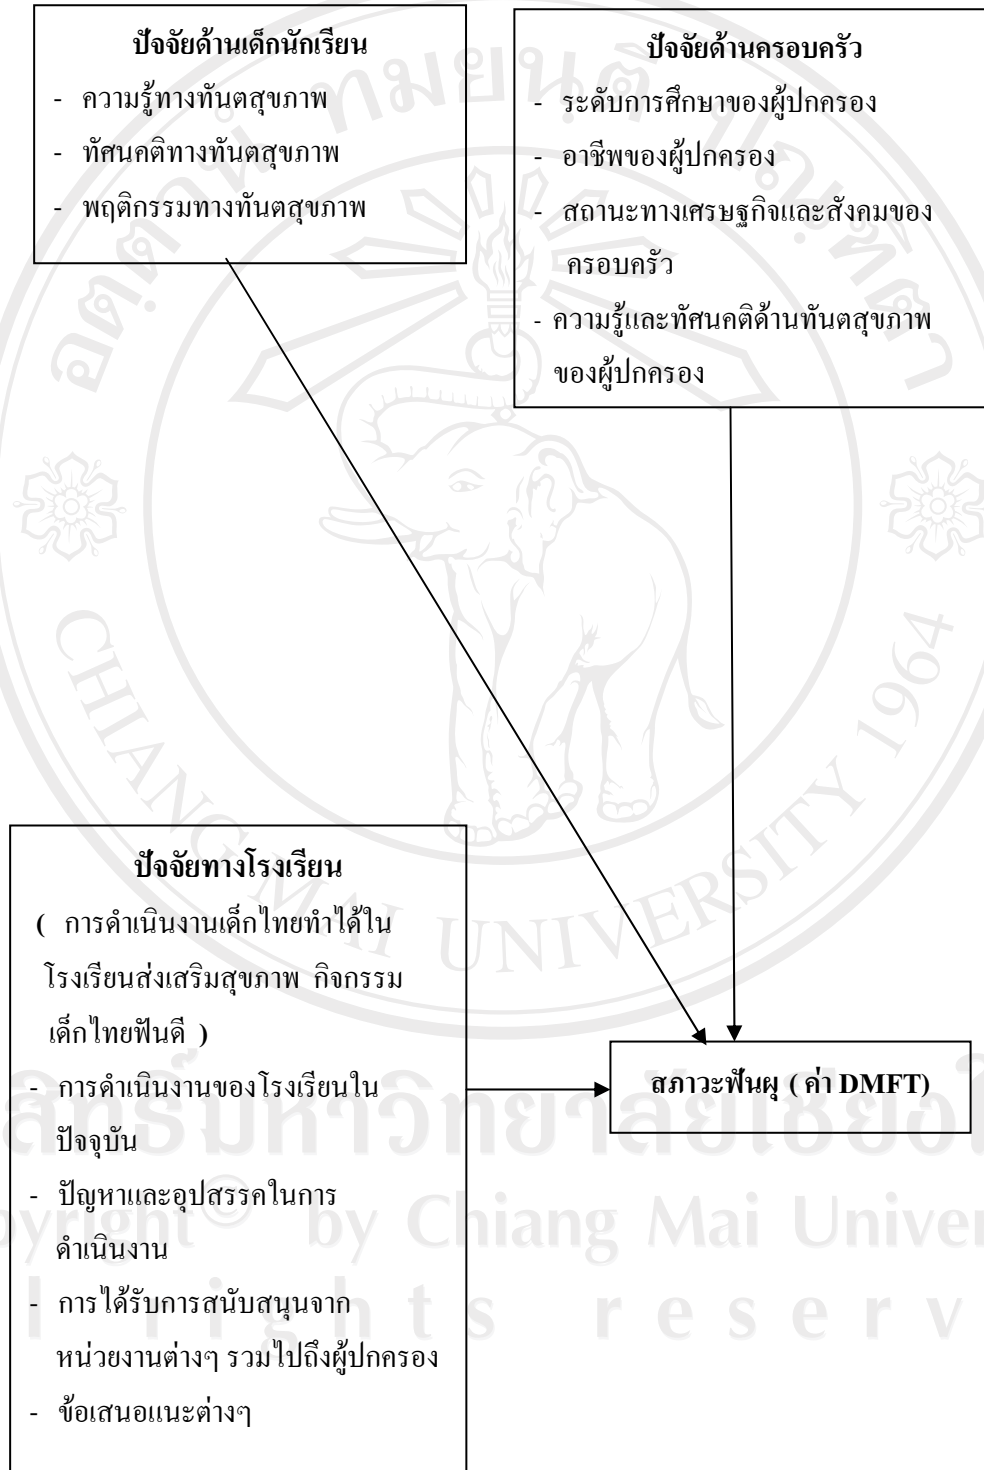 ปัจจัยด้านเด็กนักเรียน
- ความรู้ทางทันตสุขภาพ
- ทัศนคติทางทันตสุขภาพ
- พฤติกรรมทางทันตสุขภาพ
ปัจจัยด้านครอบครัว
- ระดับการศึกษาของผู้ปกครอง
- อาชีพของผู้ปกครอง
- สถานะทางเศรษฐกิจและสังคมของ
ครอบครัว
- ความรู้และทัศนคติด้านทันตสุขภาพ
ของผู้ปกครอง
ปัจจัยทางโรงเรียน
( การดำเนินงานเด็กไทยทำได้ใน
โรงเรียนส่งเสริมสุขภาพ กิจกรรม
เด็กไทยฟันดี )
- การดำเนินงานของโรงเรียนใน
ปัจจุบัน
- ปัญหาและอุปสรรคในการ
ดำเนินงาน
- การได้รับการสนับสนุนจาก
หน่วยงานต่างๆ รวมไปถึงผู้ปกครอง
- ข้อเสนอแนะต่างๆ
สภาวะฟันผุ ( ค่า DMFT)
CHIANG MAI UNIVERSITY 1964
by Chiang Mai